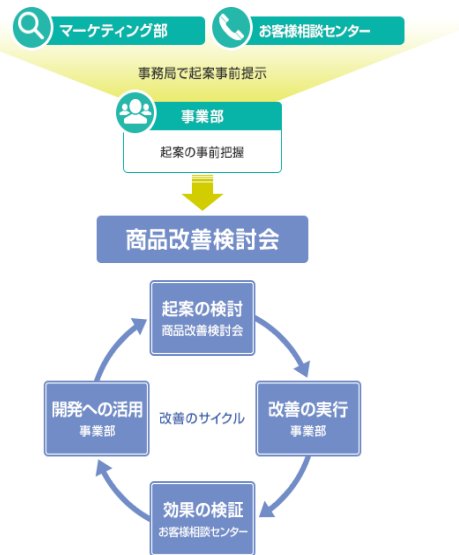 マーケティング部
お客様相談センター
事務局で起案事前提示
事業部
起案の事前把握
商品改善検討会
起案の検討
商品改善検討会
開発への活用
事業部
改善のサイクル
改善の実行
事業部
効果の検証
お客様相談センター